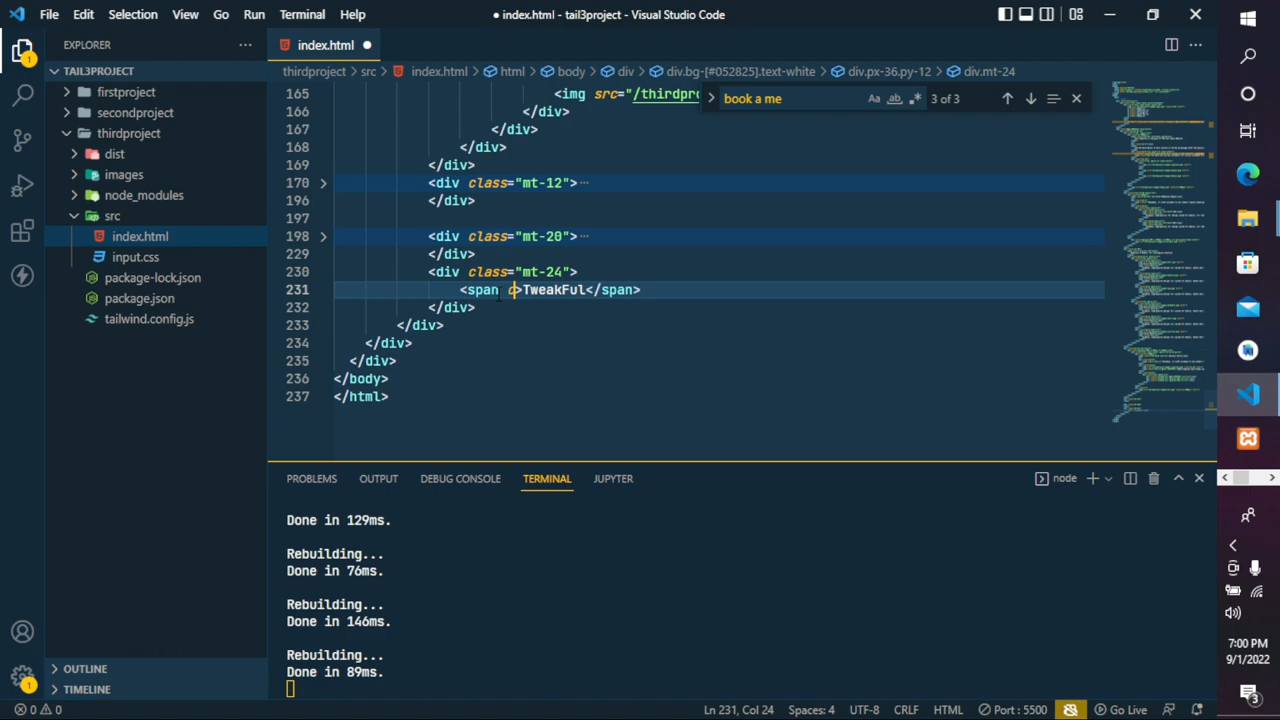 File Edit Selection View Go Run Terminal Help
● index.html - tail3project - Visual Studio Code
EXPLORER
TAIL3PROJECT
firstproject
secondproject
thirdproject
dist
images
node_modules
src
index.html
input.css
package-lock.json
package.json
tailwind.config.js
OUTLINE
TIMELINE
index.html
thirdproject > src > index.html > html > body > div > div.bg-[#052825].text-white > div.px-36.py-12 > div.mt-24
book a me
Aa ab 3 of 3
165 <img src="/thirdpro
166 </div>
167 </div>
168 </div>
169 </div>
170 <div class="mt-12">
196 </div>
197
198 <div class="mt-20">
229 </div>
230 <div class="mt-24">
231 <span c>TweakFul</span>
232 </div>
233 </div>
234 </div>
235 </div>
236 </body>
237 </html>
PROBLEMS OUTPUT DEBUG CONSOLE TERMINAL JUPYTER
node
Done in 129ms.
Rebuilding...
Done in 76ms.
Rebuilding...
Done in 146ms.
Rebuilding...
Done in 89ms.
0 0
Ln 231, Col 24 Spaces: 4 UTF-8 CRLF HTML Port : 5500 Go Live
1
1
7:00 PM
9/1/2022
3